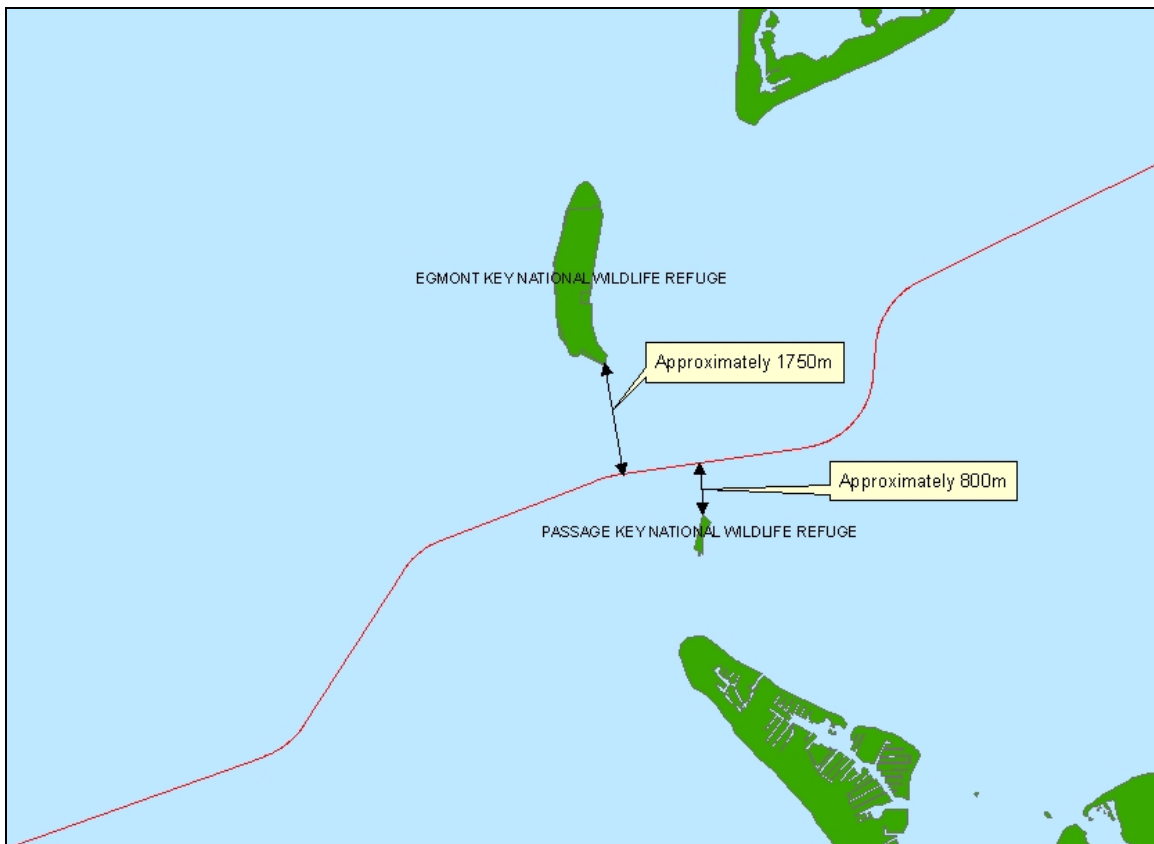 EGMONT KEY NATIONAL WILDLIFE REFUGE
Approximately 1750m
Approximately 800m
PASSAGE KEY NATIONAL WILDLIFE REFUGE